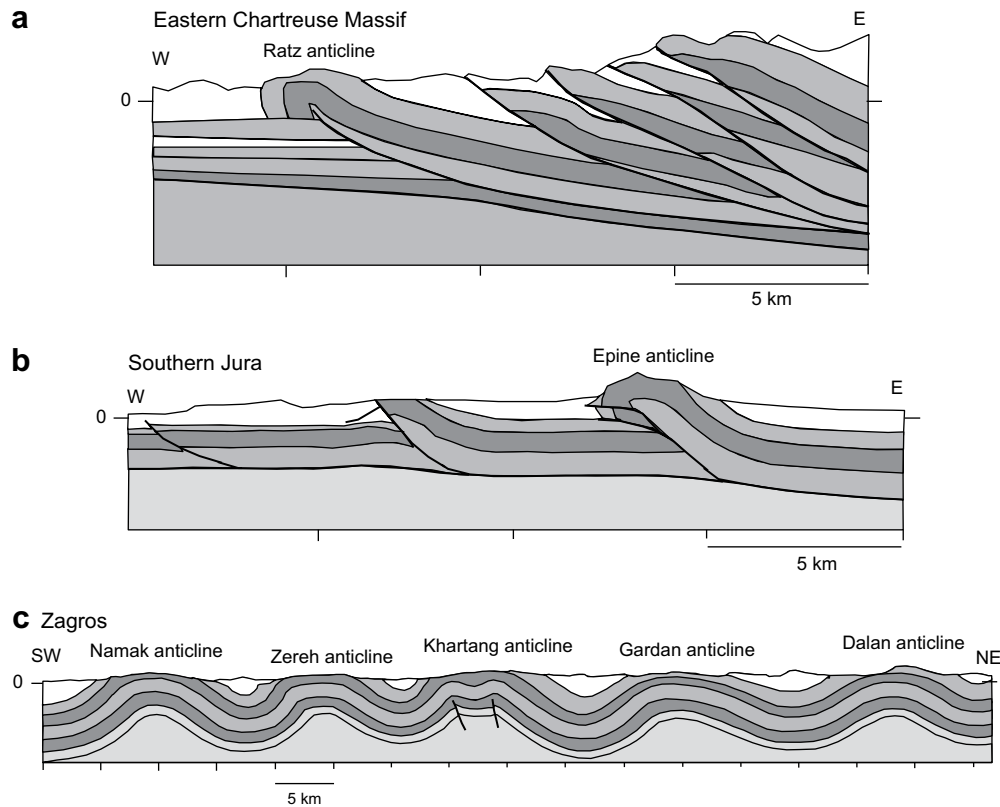 a
Eastern Chartreuse Massif
W
Ratz anticline
E
0
5 km
b
Southern Jura
Epine anticline
W
E
0
5 km
c Zagros
SW
Namak anticline
Zereh anticline
Khartang anticline
Gardan anticline
Dalan anticline
NE
0
5 km